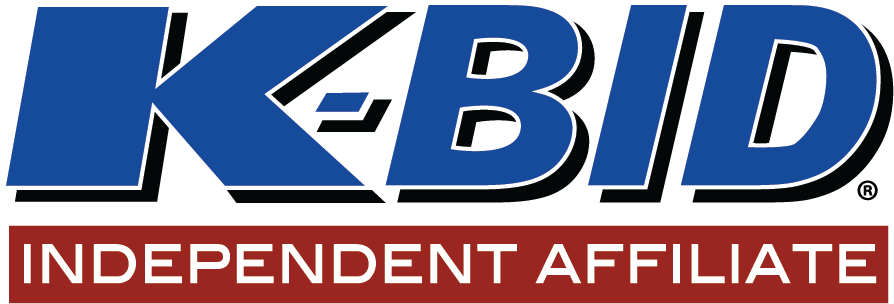 K-BID®
INDEPENDENT AFFILIATE